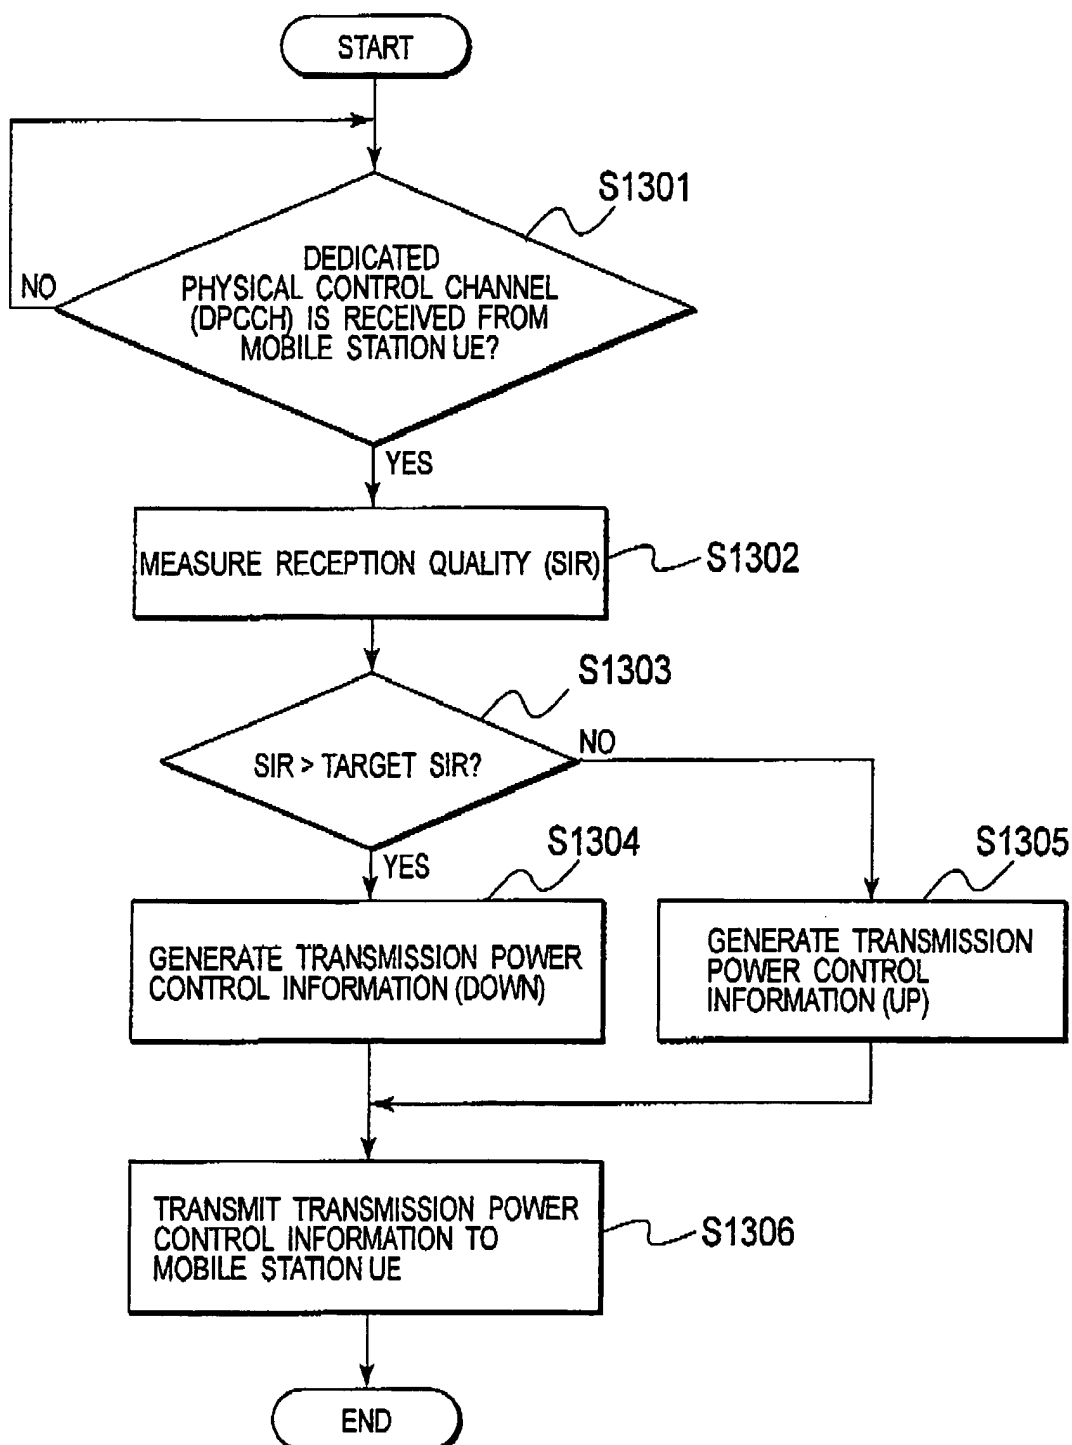 START
S1301
DEDICATED
PHYSICAL CONTROL CHANNEL
(DPCCH) IS RECEIVED FROM
MOBILE STATION UE?
NO
YES
MEASURE RECEPTION QUALITY (SIR)
S1302
S1303
SIR > TARGET SIR?
NO
YES
S1304
S1305
GENERATE TRANSMISSION POWER
CONTROL INFORMATION (DOWN)
GENERATE TRANSMISSION
POWER CONTROL
INFORMATION (UP)
TRANSMIT TRANSMISSION POWER
CONTROL INFORMATION TO
MOBILE STATION UE
S1306
END